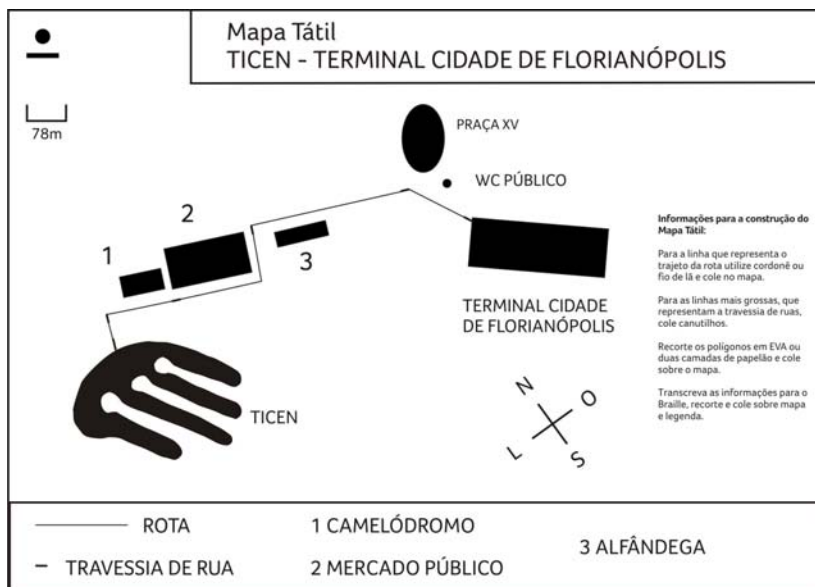 Mapa Tátil
TICEN - TERMINAL CIDADE DE FLORIANÓPOLIS
78m
PRAÇA XV
WC PÚBLICO
2
1
3
TERMINAL CIDADE
DE FLORIANÓPOLIS
TICEN
N
O
L
S
Informações para a construção do
Mapa Tátil:
Para a linha que representa o
trajeto da rota utilize cordonê ou
fio de lã e cole no mapa.
Para as linhas mais grossas, que
representam a travessia de ruas,
cole canutilhos.
Recorte os polígonos em EVA ou
duas camadas de papelão e cole
sobre o mapa.
Transcreva as informações para o
Braille, recorte e cole sobre mapa
e legenda.
ROTA
TRAVESSIA DE RUA
1 CAMELÓDROMO
2 MERCADO PÚBLICO
3 ALFÂNDEGA